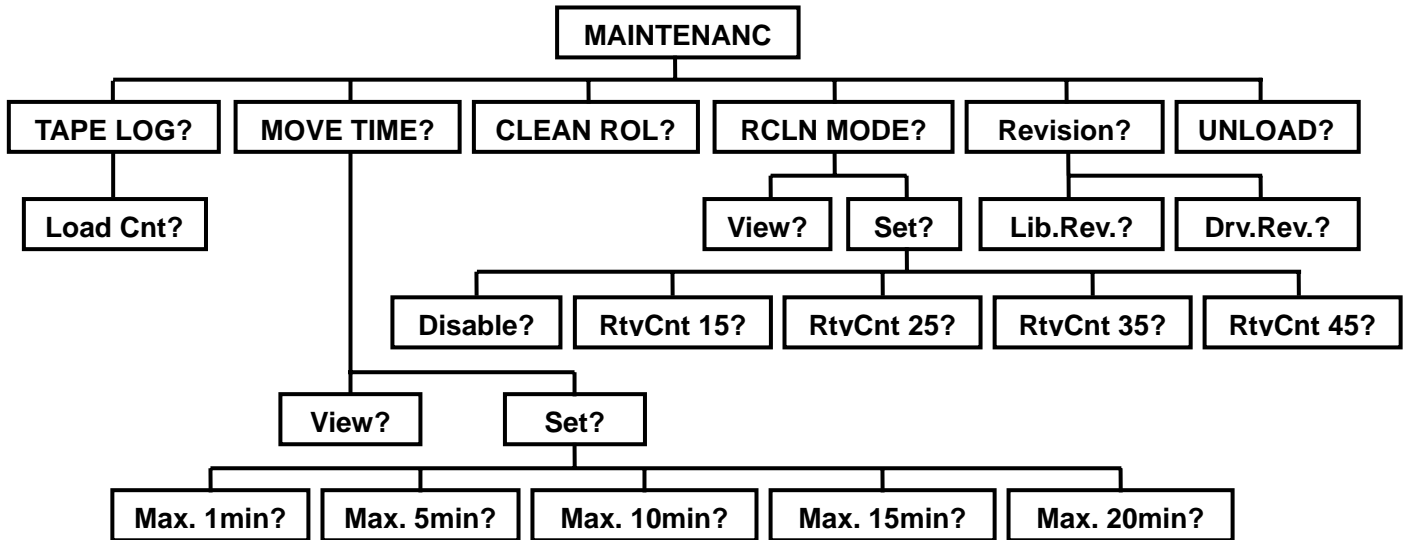 MAINTENANC
TAPE LOG?
MOVE TIME?
CLEAN ROL?
RCLN MODE?
Revision?
UNLOAD?
Load Cnt?
View?
Set?
Lib.Rev.?
Drv.Rev.?
Disable?
RtvCnt 15?
RtvCnt 25?
RtvCnt 35?
RtvCnt 45?
View?
Set?
Max. 1min?
Max. 5min?
Max. 10min?
Max. 15min?
Max. 20min?